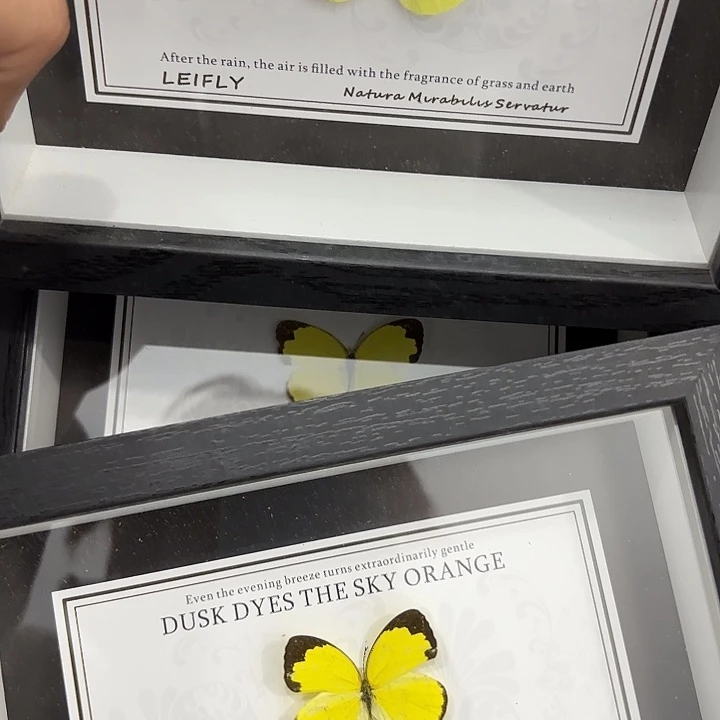 After the rain, the air is filled with the fragrance of grass and earth
LEIFLY
Natura Mirabilis Servatur
Even the evening breeze turns extraordinarily gentle
DUSK DYES THE SKY ORANGE